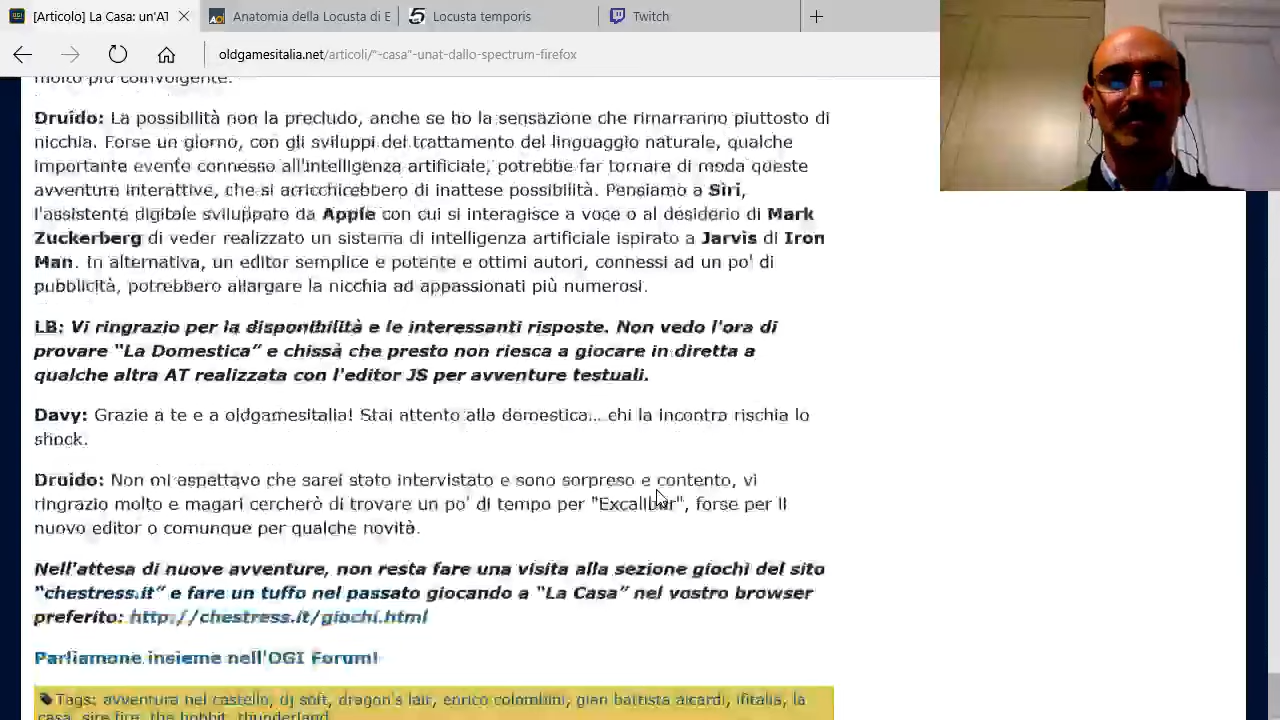 [Articolo] La Casa: un'AT
Anatomia della Locusta di E
Locusta temporis
Twitch
oldgamesitalia.net/articoli/"-casa"-unat-dallo-spectrum-firefox
molto più coinvolgente.
Druido: La possibilità non la precludo, anche se ho la sensazione che rimarranno piuttosto di
nicchia. Forse un giorno, con gli sviluppi del trattamento del linguaggio naturale, qualche
importante evento connesso all'intelligenza artificiale, potrebbe far tornare di moda queste
avventure interattive, che si arricchirebbero di inattese possibilità. Pensiamo a Siri,
l'assistente digitale sviluppato da Apple con cui si interagisce a voce o al desiderio di Mark
Zuckerberg di veder realizzato un sistema di intelligenza artificiale ispirato a Jarvis di Iron
Man. In alternativa, un editor semplice e potente e ottimi autori, connessi ad un po' di
pubblicità, potrebbero allargare la nicchia ad appassionati più numerosi.
LB: Vi ringrazio per la disponibilità e le interessanti risposte. Non vedo l'ora di
provare “La Domestica” e chissà che presto non riesca a giocare in diretta a
qualche altra AT realizzata con l'editor JS per avventure testuali.
Davy: Grazie a te e a oldgamesitalia! Stai attento alla domestica... chi la incontra rischia lo
shock.
Druido: Non mi aspettavo che sarei stato intervistato e sono sorpreso e contento, vi
ringrazio molto e magari cercherò di trovare un po' di tempo per "Excalibur", forse per il
nuovo editor o comunque per qualche novità.
Nell'attesa di nuove avventure, non resta fare una visita alla sezione giochi del sito
“chestress.it” e fare un tuffo nel passato giocando a “La Casa” nel vostro browser
preferito: http://chestress.it/giochi.html
Parliamone insieme nell'OGI Forum!
Tags: avventura nel castello, dj soft, dragon's lair, enrico colombini, gian battista aicardi, ifitalia, la
casa, sire fire, the hobbit, thunderland